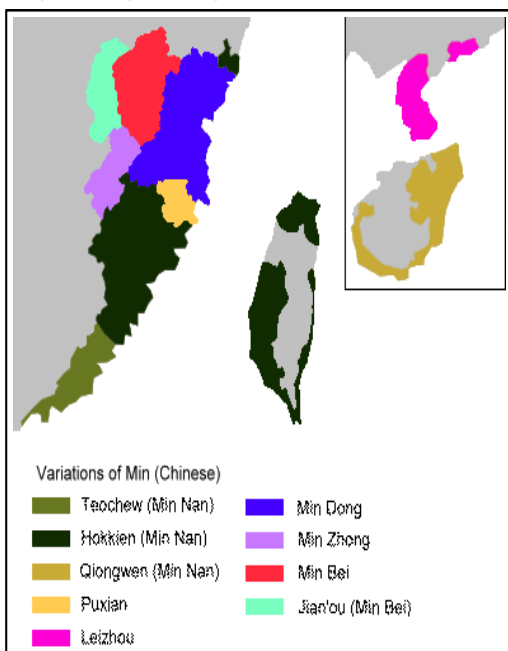 Variations of Min (Chinese)
Teochew (Min Nan)
Hokkien (Min Nan)
Qiongwen (Min Nan)
Puxian
Leizhou
Min Dong
Min Zhong
Min Bei
Jian'ou (Min Bei)